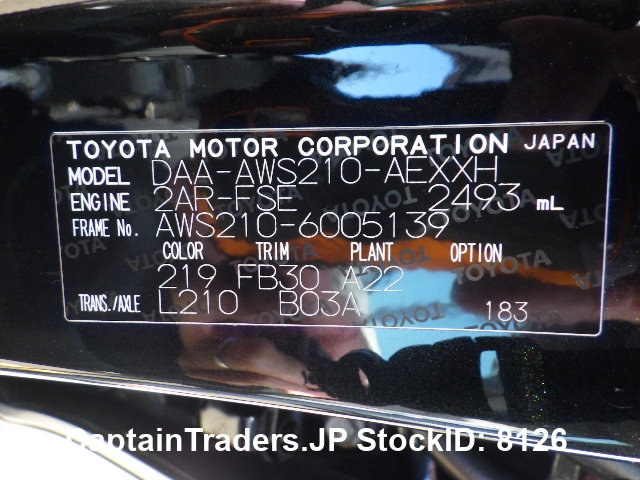 TOYOTA MOTOR CORPORATION JAPAN
MODEL DAA-AWS210-AEXXH
ENGINE 2AR-FSE 2493 mL
FRAME No. AWS210-6005139
COLOR TRIM PLANT OPTION
219 FB30 A22
TRANS./AXLE L210 B03A 183
CaptainTraders.JP StockID: 8126